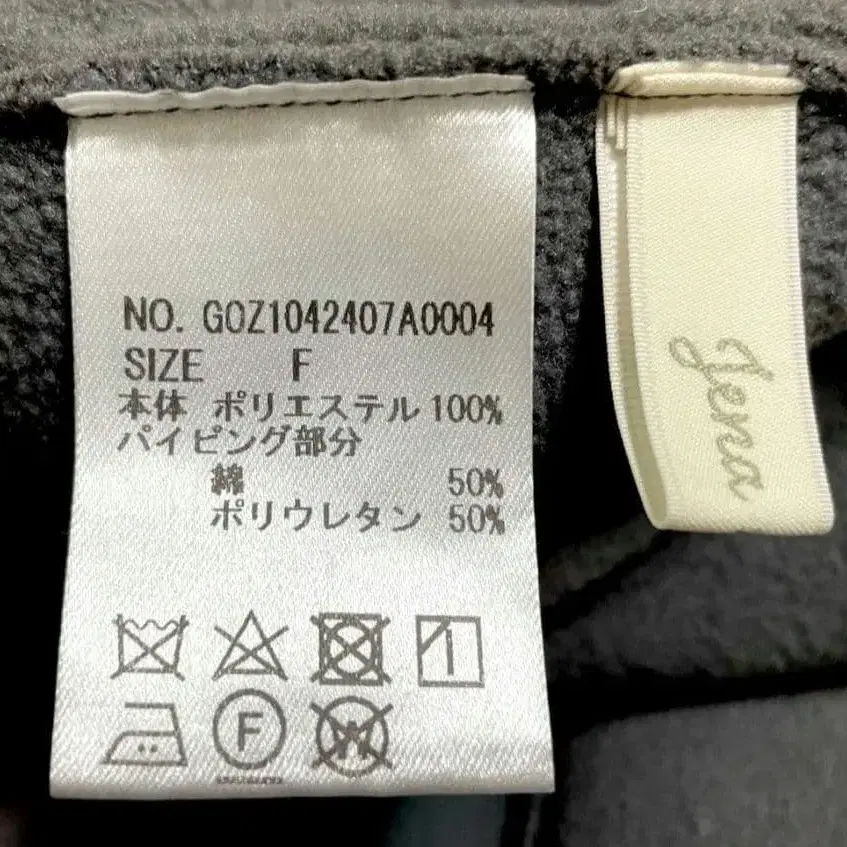 NO. GOZ1042407A0004
SIZE F
本体 ポリエステル 100%
パイピング部分
綿 50%
ポリウレタン 50%
F
W
Jena